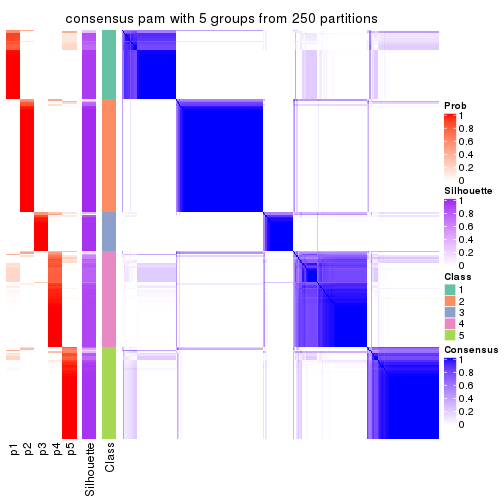 consensus pam with 5 groups from 250 partitions
Prob
1
0.8
0.6
0.4
0.2
0
Silhouette
1
0.8
0.6
0.4
0.2
0
Class
1
2
3
4
5
Consensus
1
0.8
0.6
0.4
0.2
0
p1
p2
p3
p4
p5
Silhouette
Class